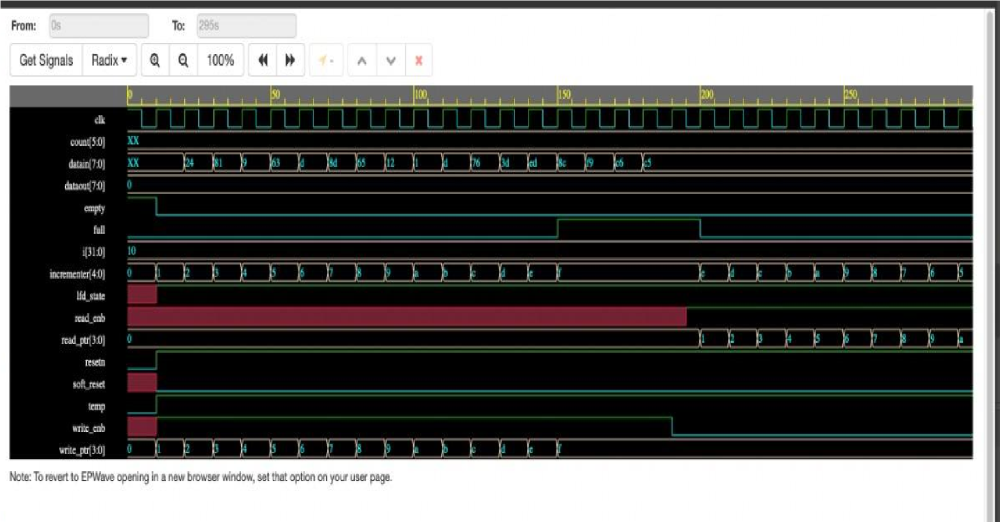 From: 0s To: 295s
Get Signals Radix 100%
0 50 100 150 200 250
clk
count[5:0] XX
datain[7:0] XX 24 81 9 63 d 8d 65 12 1 d 76 3d ed 8c f9 c6 c5
dataout[7:0] 0
empty
full
i[31:0] 10
incrementer[4:0] 0 1 2 3 4 5 6 7 8 9 a b c d e f e d c b a 9 8 7 6 5
lfd_state
read_enb
read_ptr[3:0] 0 1 2 3 4 5 6 7 8 9 a
resetn
soft_reset
temp
write_enb
write_ptr[3:0] 0 1 2 3 4 5 6 7 8 9 a b c d e f
Note: To revert to EPWave opening in a new browser window, set that option on your user page.